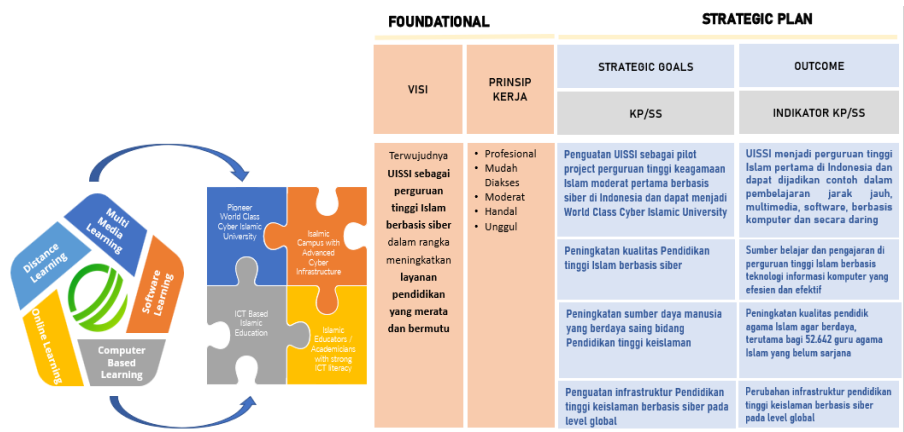 FOUNDATIONAL
STRATEGIC PLAN
VISI
PRINSIP
KERJA
STRATEGIC GOALS
OUTCOME
KP/SS
INDIKATOR KP/SS
Multi
Media
Learning
Distance
Learning
Software
Learning
Online Learning
Computer
Based
Learning
Pioneer
World Class
Cyber Islamic
University
Isalmic
Campus with
Advanced
Cyber
Infrastructure
ICT Based
Islamic
Education
Islamic
Educators /
Academicians
with strong
ICT literacy
Terwujudnya
UISSI sebagai
perguruan
tinggi Islam
berbasis siber
dalam rangka
meningkatkan
layanan
pendidikan
yang merata
dan bermutu
• Profesional
• Mudah
Diakses
• Moderat
• Handal
• Unggul
Penguatan UISSI sebagai pilot
project perguruan tinggi keagamaan
Islam moderat pertama berbasis
siber di Indonesia dan dapat menjadi
World Class Cyber Islamic University
UISSI menjadi perguruan tinggi
Islam pertama di Indonesia dan
dapat dijadikan contoh dalam
pembelajaran jarak jauh,
multimedia, software, berbasis
komputer dan secara daring
Peningkatan kualitas Pendidikan
tinggi Islam berbasis siber
Sumber belajar dan pengajaran di
perguruan tinggi Islam berbasis
teknologi informasi komputer yang
efesien dan efektif
Peningkatan sumber daya manusia
yang berdaya saing bidang
Pendidikan tinggi keislaman
Peningkatan kualitas pendidik
agama Islam agar berdaya,
terutama bagi 52.642 guru agama
Islam yang belum sarjana
Penguatan infrastruktur Pendidikan
tinggi keislaman berbasis siber pada
level global
Perubahan infrastruktur pendidikan
tinggi keislaman berbasis siber
pada level global